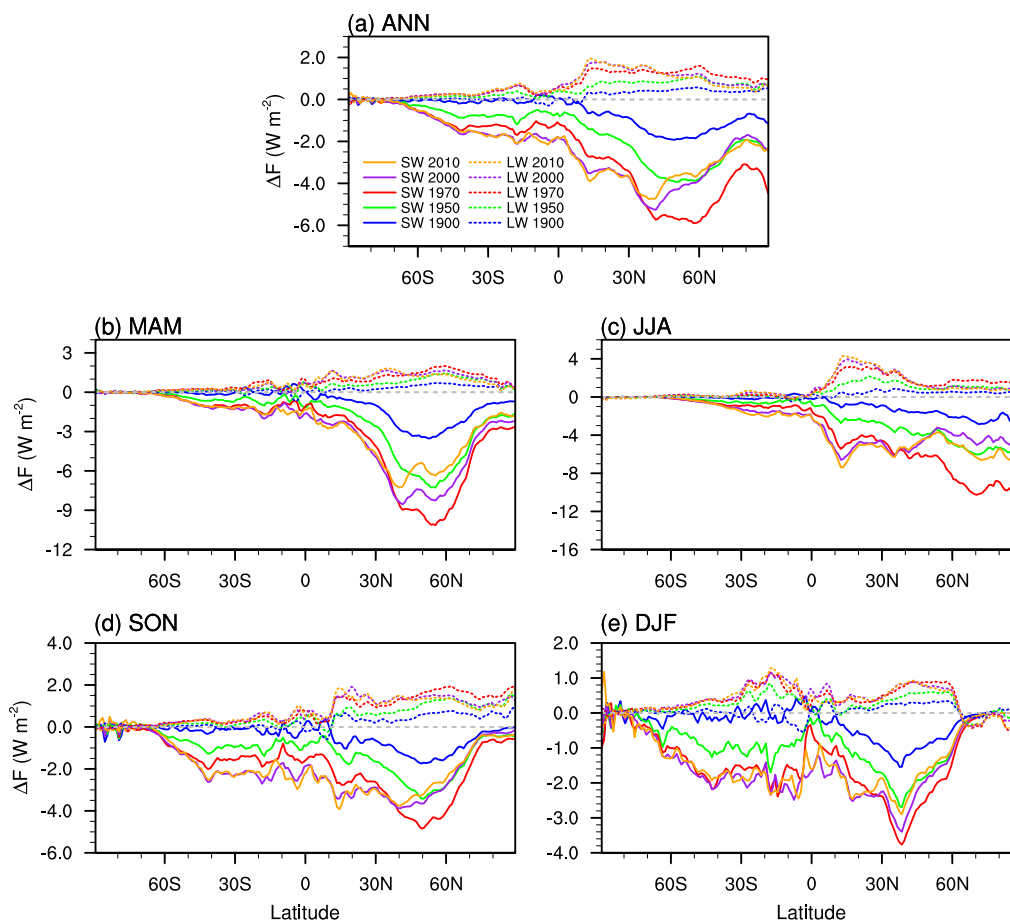 (a) ANN
ΔF (W m-2)
2.0
0.0
-2.0
-4.0
-6.0
SW 2010 LW 2010
SW 2000 LW 2000
SW 1970 LW 1970
SW 1950 LW 1950
SW 1900 LW 1900
60S 30S 0 30N 60N
(b) MAM
ΔF (W m-2)
3
0
-3
-6
-9
-12
60S 30S 0 30N 60N
(c) JJA
ΔF (W m-2)
4
0
-4
-8
-12
-16
60S 30S 0 30N 60N
(d) SON
ΔF (W m-2)
4.0
2.0
0.0
-2.0
-4.0
-6.0
60S 30S 0 30N 60N
Latitude
(e) DJF
ΔF (W m-2)
2.0
1.0
0.0
-1.0
-2.0
-3.0
-4.0
60S 30S 0 30N 60N
Latitude